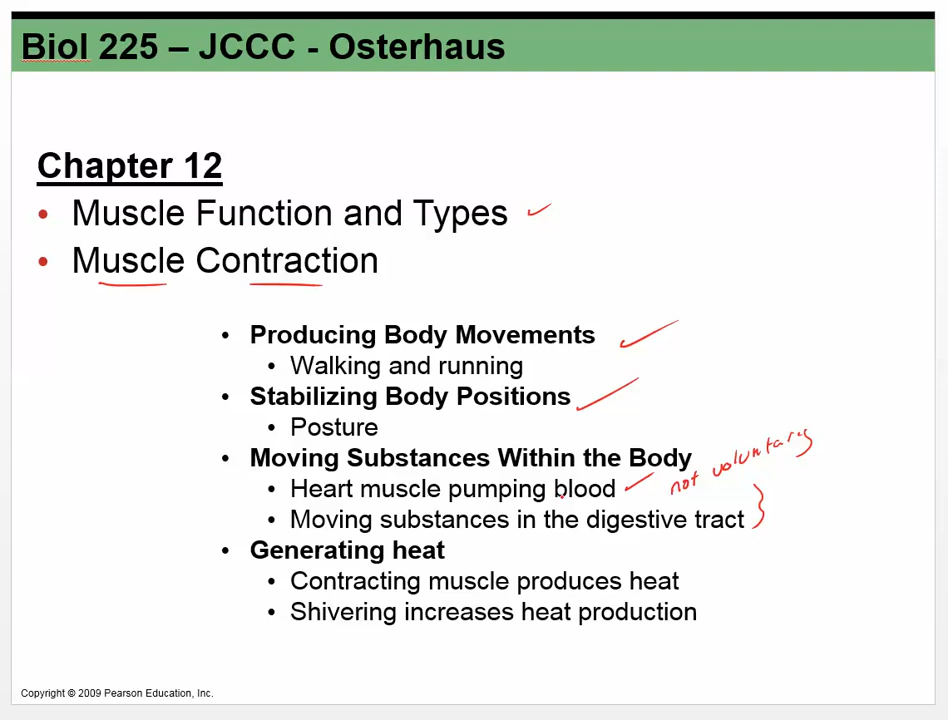 Biol 225 – JCCC - Osterhaus
Chapter 12
• Muscle Function and Types
• Muscle Contraction
• Producing Body Movements
• Walking and running
• Stabilizing Body Positions
• Posture
• Moving Substances Within the Body
not voluntary
• Heart muscle pumping blood
• Moving substances in the digestive tract
• Generating heat
• Contracting muscle produces heat
• Shivering increases heat production
Copyright © 2009 Pearson Education, Inc.